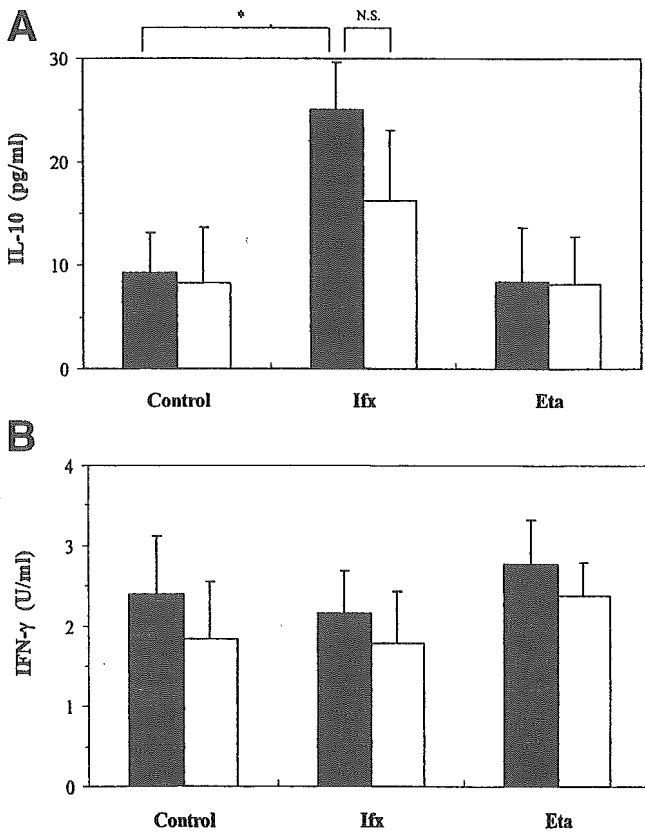 A
*
N.S.
30
20
10
0
IL-10 (pg/ml)
Control Ifx Eta
B
4
3
2
1
0
IFN-γ (U/ml)
Control Ifx Eta